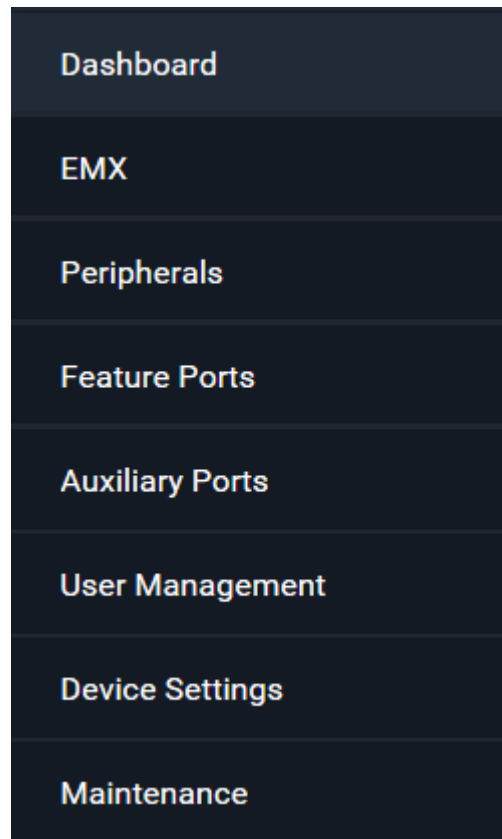 Dashboard
EMX
Peripherals
Feature Ports
Auxiliary Ports
User Management
Device Settings
Maintenance